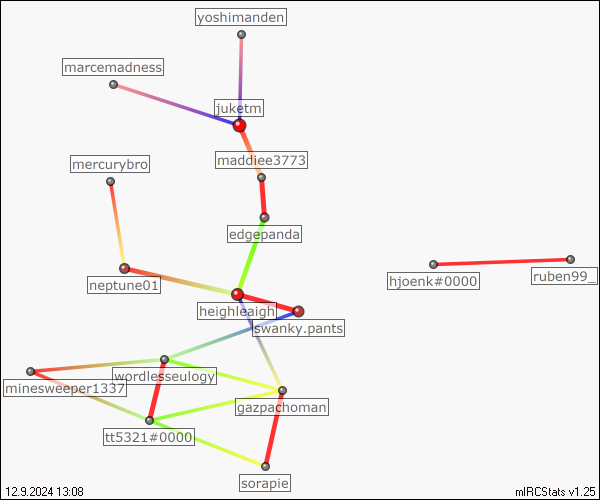 yoshimanden
marcemadness
juketm
maddiee3773
mercurybro
edgepanda
hjoenk#0000
ruben99_
neptune01
heighleaigh
swanky.pants
wordlesseulogy
minesweeper1337
gazpachoman
tt5321#0000
sorapie
12.9.2024 13:08
mIRCStats v1.25